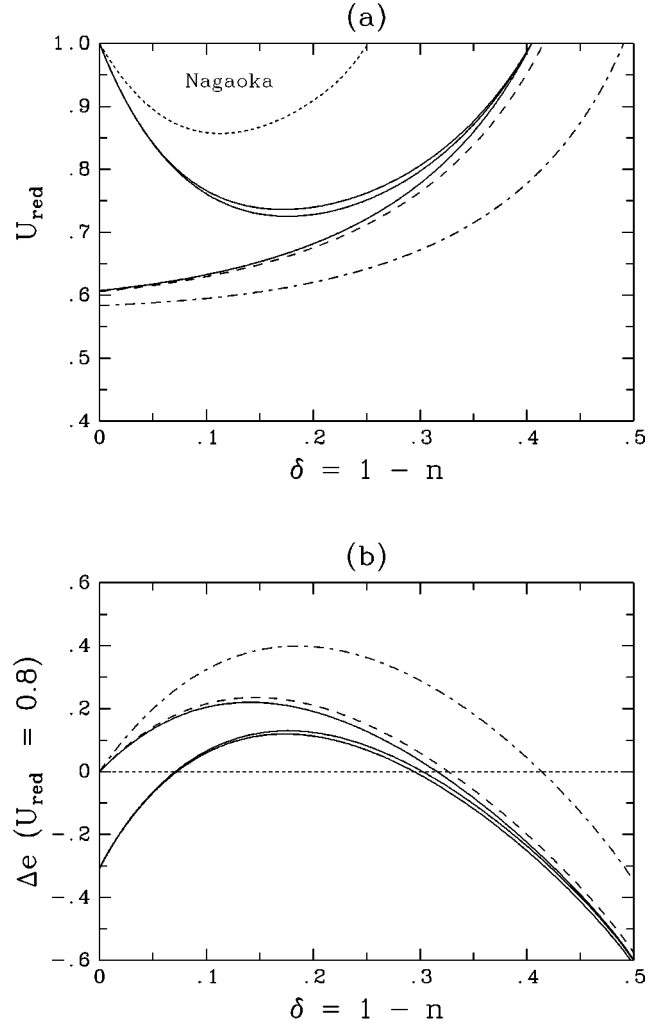 (a)
1.0
.9
.8
.7
.6
.5
.4
U_red
Nagaoka
0 .1 .2 .3 .4 .5
δ = 1 - n
(b)
.6
.4
.2
0
-.2
-.4
-.6
Δe (U_red = 0.8)
0 .1 .2 .3 .4 .5
δ = 1 - n